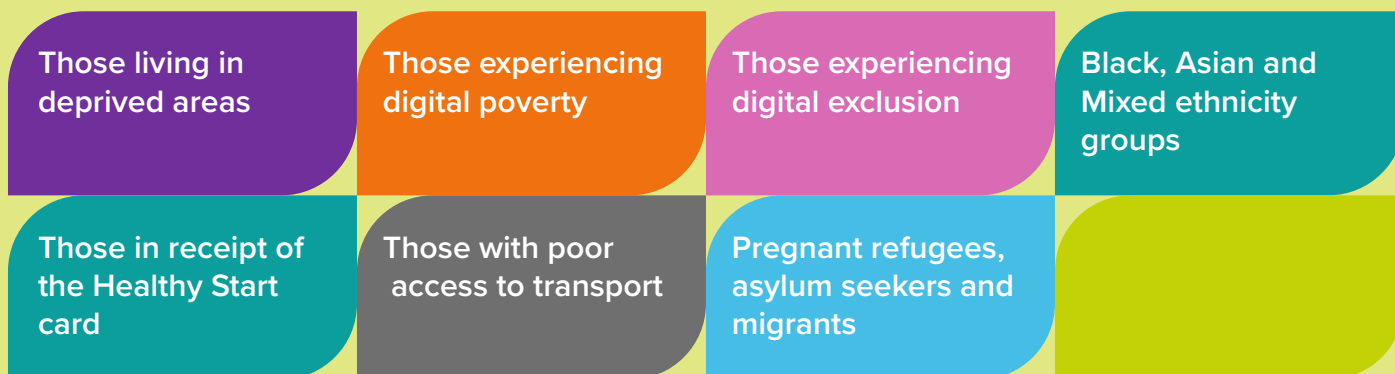 Those living in
deprived areas
Those experiencing
digital poverty
Those experiencing
digital exclusion
Black, Asian and
Mixed ethnicity
groups
Those in receipt of
the Healthy Start
card
Those with poor
access to transport
Pregnant refugees,
asylum seekers and
migrants